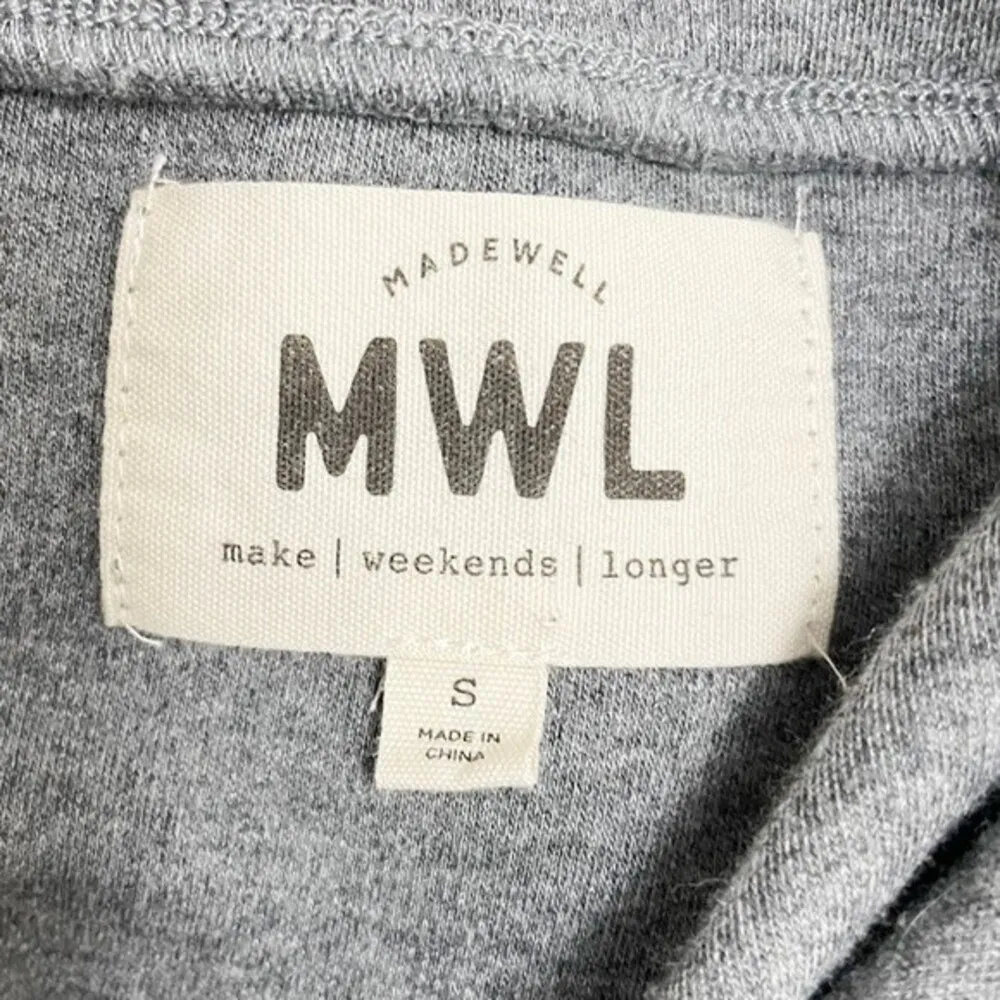 MADEWELL
MWL
make | weekends | longer
S
MADE IN
CHINA